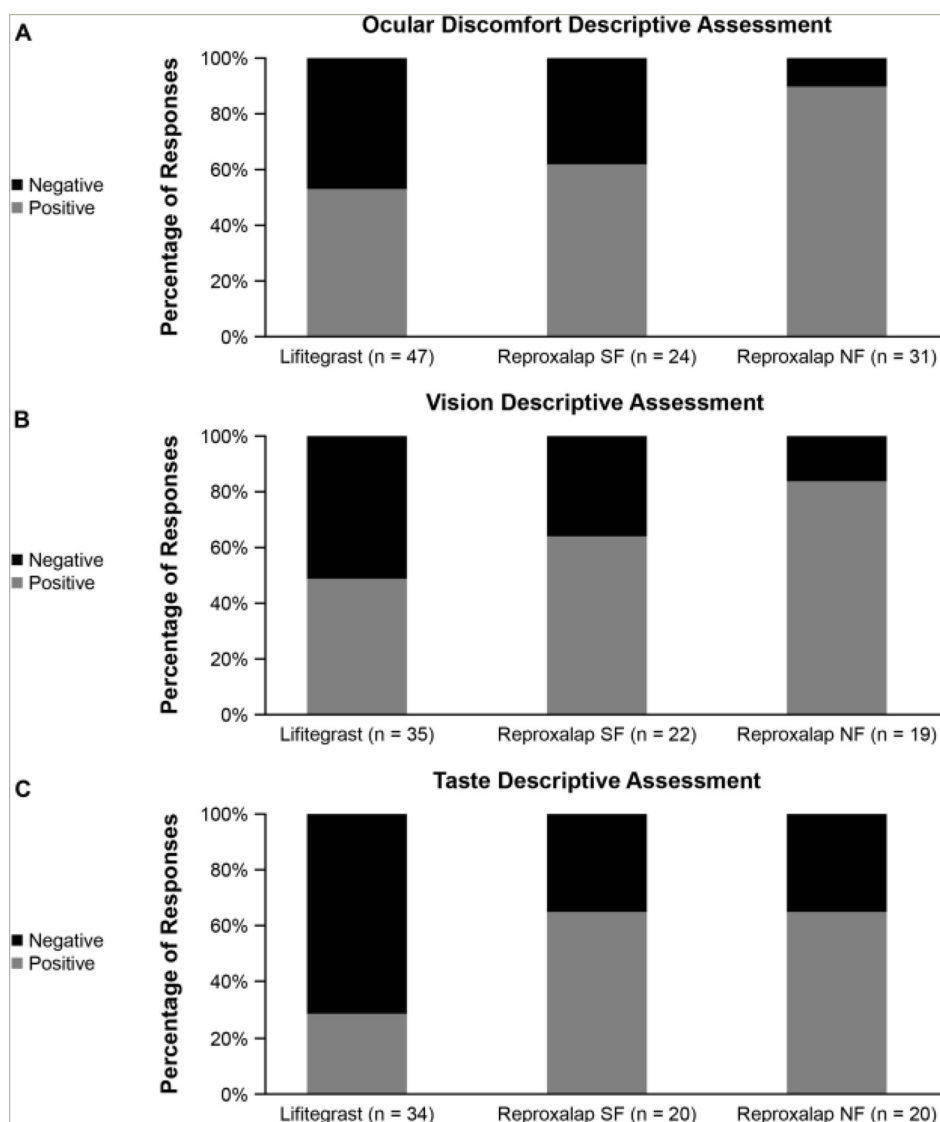 A
Ocular Discomfort Descriptive Assessment
Percentage of Responses
100%
80%
60%
40%
20%
0%
Negative
Positive
Lifitegrast (n = 47)
Reproxalap SF (n = 24)
Reproxalap NF (n = 31)
B
Vision Descriptive Assessment
Percentage of Responses
100%
80%
60%
40%
20%
0%
Negative
Positive
Lifitegrast (n = 35)
Reproxalap SF (n = 22)
Reproxalap NF (n = 19)
C
Taste Descriptive Assessment
Percentage of Responses
100%
80%
60%
40%
20%
0%
Negative
Positive
Lifitegrast (n = 34)
Reproxalap SF (n = 20)
Reproxalap NF (n = 20)